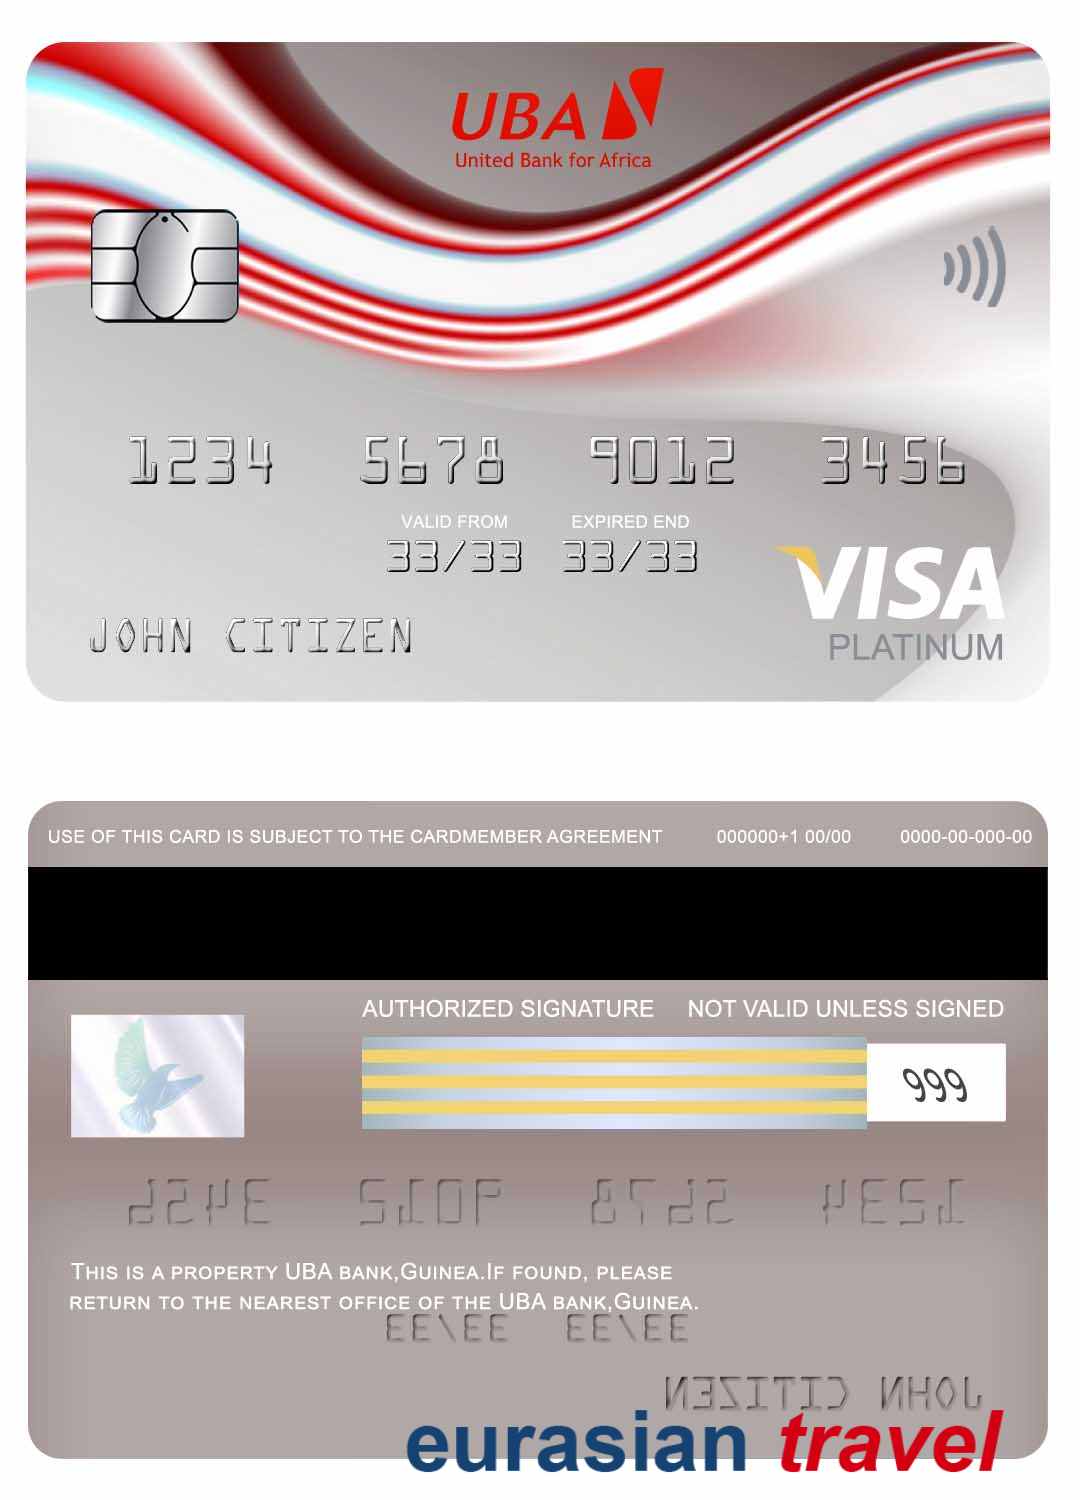 UBA
United Bank for Africa
1234 5678 9012 3456
VALID FROM EXPIRED END
33/33 33/33
VISA
JOHN CITIZEN
PLATINUM
USE OF THIS CARD IS SUBJECT TO THE CARDMEMBER AGREEMENT 000000+1 00/00 0000-00-000-00
AUTHORIZED SIGNATURE NOT VALID UNLESS SIGNED
999
THIS IS A PROPERTY UBA BANK,GUINEA.IF FOUND, PLEASE
RETURN TO THE NEAREST OFFICE OF THE UBA BANK,GUINEA.
eurasian travel